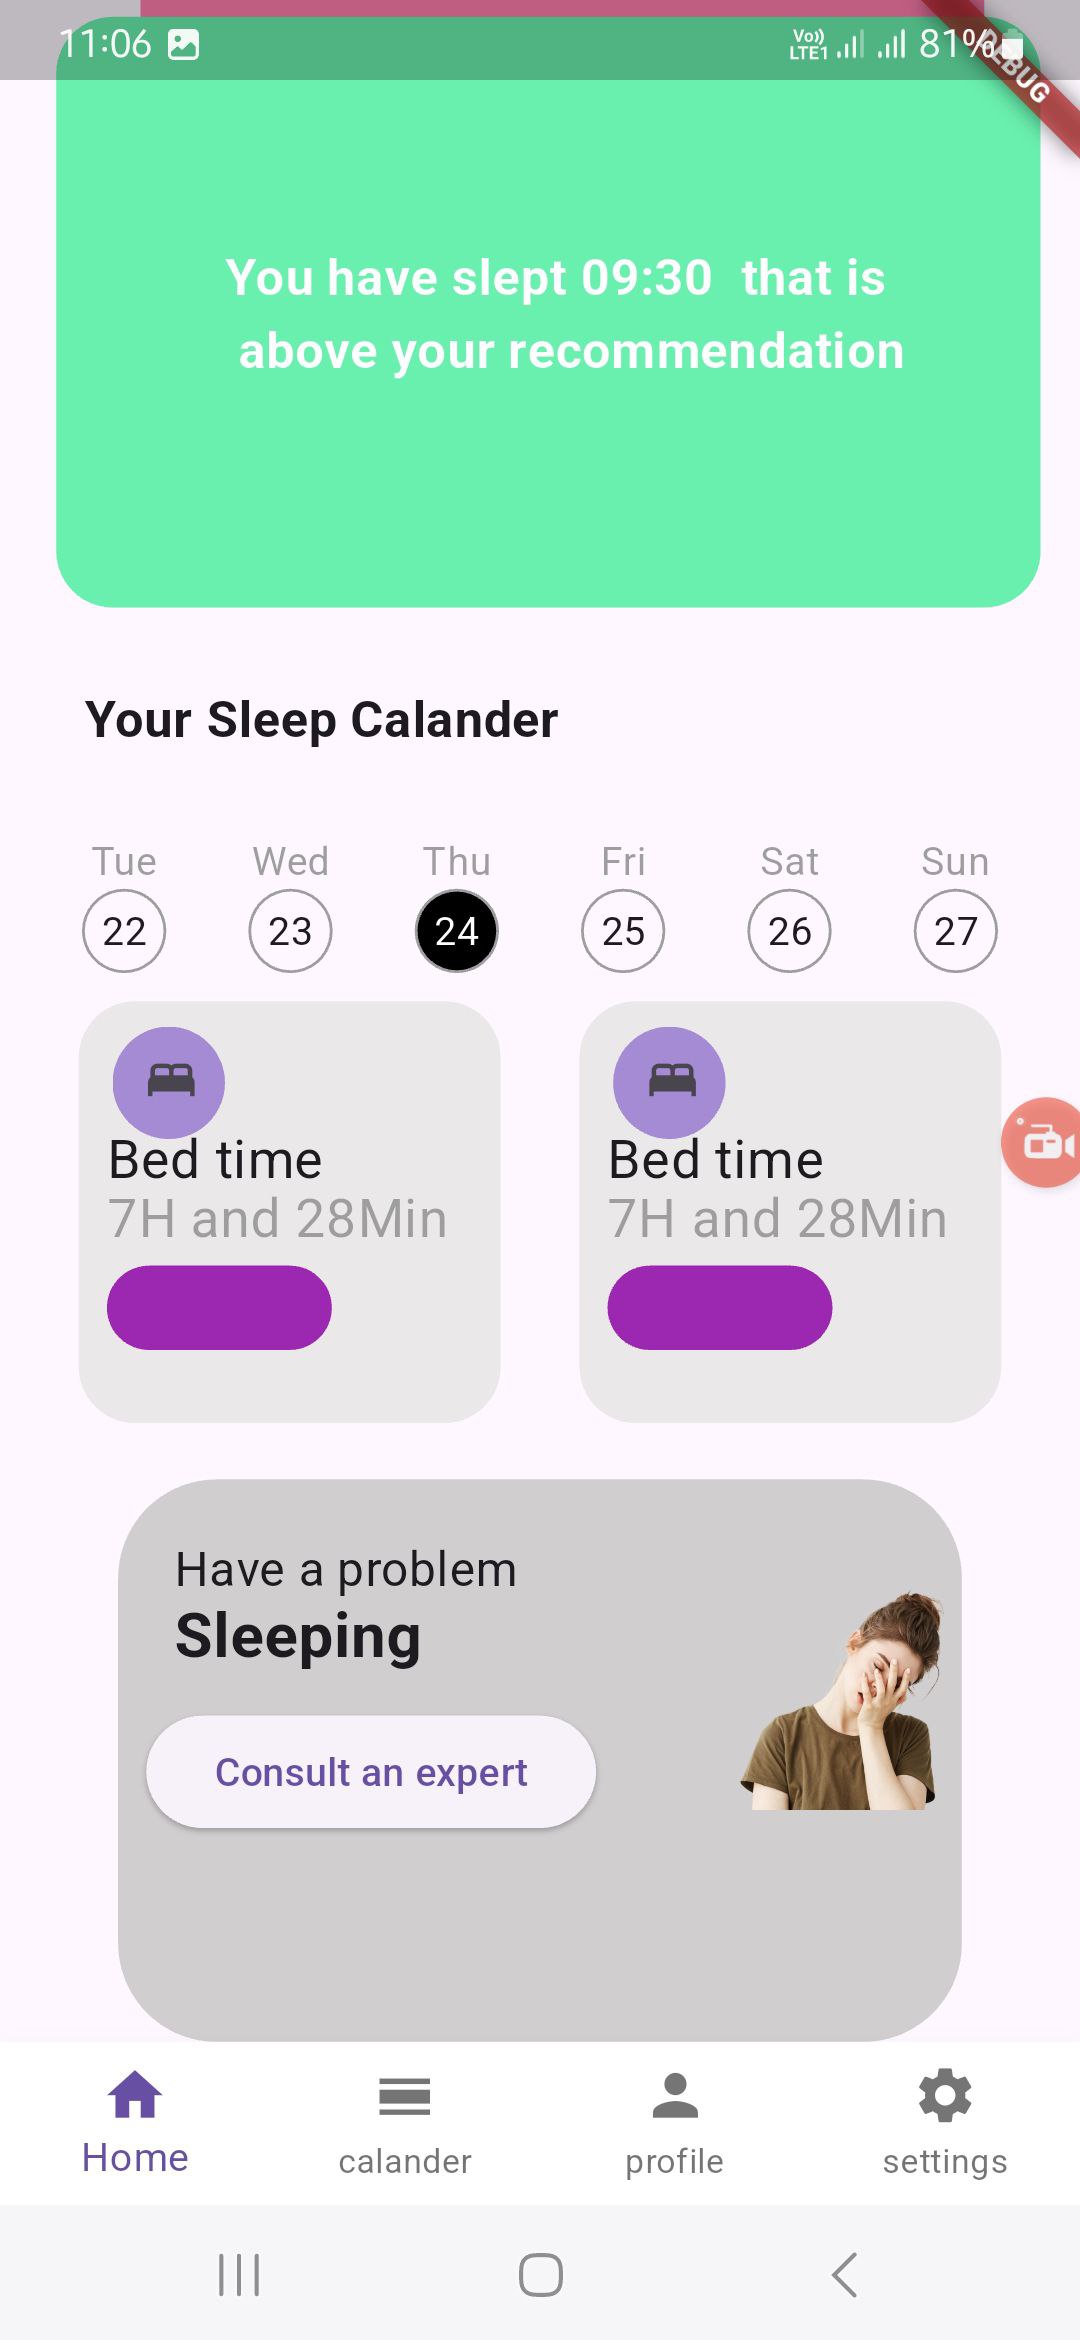 11:06 Vo)) LTE1 81%
DEBUG
You have slept 09:30  that is
above your recommendation
Your Sleep Calander
Tue Wed Thu Fri Sat Sun
22 23 24 25 26 27
Bed time Bed time
7H and 28Min 7H and 28Min
Have a problem
Sleeping
Consult an expert
Home calander profile settings